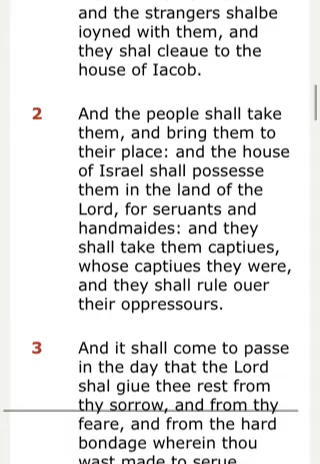 and the strangers shalbe
ioyned with them, and
they shal cleaue to the
house of Iacob.
2 And the people shall take
them, and bring them to
their place: and the house
of Israel shall possesse
them in the land of the
Lord, for seruants and
handmaides: and they
shall take them captiues,
whose captiues they were,
and they shall rule ouer
their oppressours.
3 And it shall come to passe
in the day that the Lord
shal giue thee rest from
thy sorrow, and from thy
feare, and from the hard
bondage wherein thou
wast made to serue